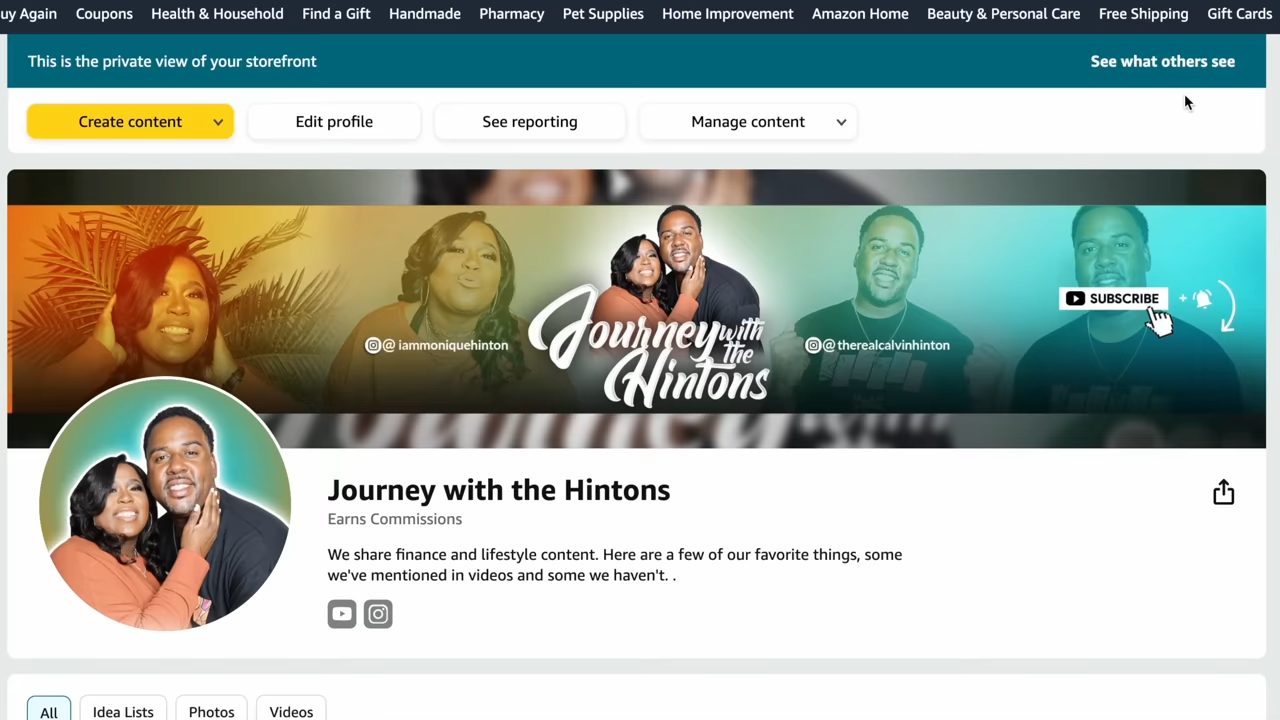 uy Again Coupons Health & Household Find a Gift Handmade Pharmacy Pet Supplies Home Improvement Amazon Home Beauty & Personal Care Free Shipping Gift Cards
This is the private view of your storefront See what others see
Create content Edit profile See reporting Manage content
SUBSCRIBE +
@ iammoniquehinton
Journey with the Hintons
@ therealcalvinhinton
Journey with the Hintons
Earns Commissions
We share finance and lifestyle content. Here are a few of our favorite things, some
we've mentioned in videos and some we haven't. .
All Idea Lists Photos Videos